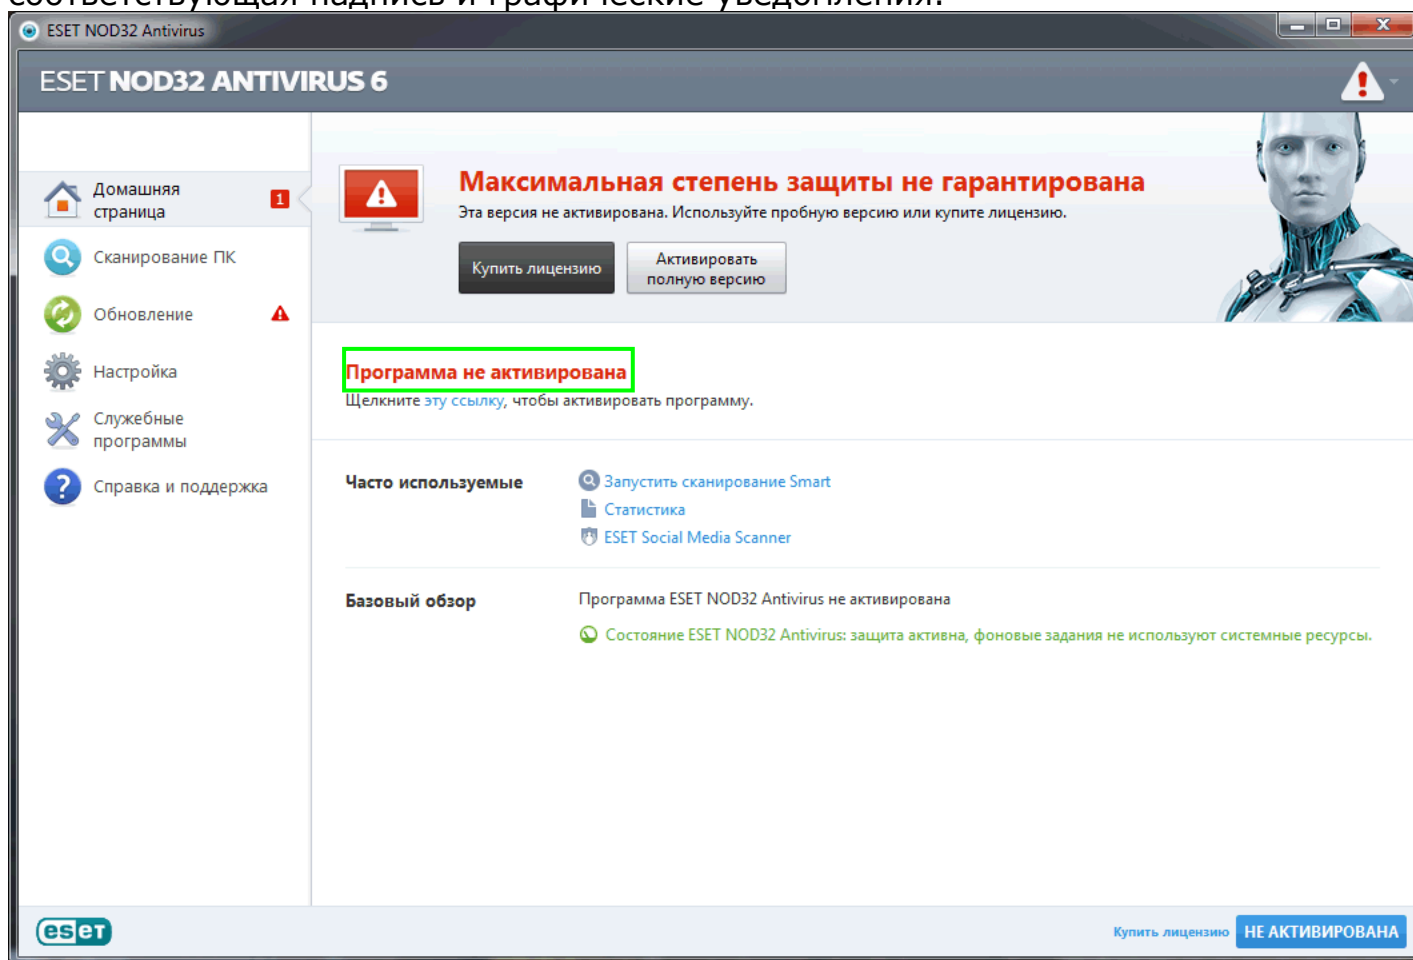 соответствующая надпись и графические уведомления.
ESET NOD32 Antivirus
ESET NOD32 ANTIVIRUS 6
Домашняя
страница
1
Сканирование ПК
Обновление
Настройка
Служебные
программы
Справка и поддержка
Максимальная степень защиты не гарантирована
Эта версия не активирована. Используйте пробную версию или купите лицензию.
Купить лицензию
Активировать
полную версию
Программа не активирована
Щелкните эту ссылку, чтобы активировать программу.
Часто используемые
Запустить сканирование Smart
Статистика
ESET Social Media Scanner
Базовый обзор
Программа ESET NOD32 Antivirus не активирована
Состояние ESET NOD32 Antivirus: защита активна, фоновые задания не используют системные ресурсы.
eset
Купить лицензию
НЕ АКТИВИРОВАНА